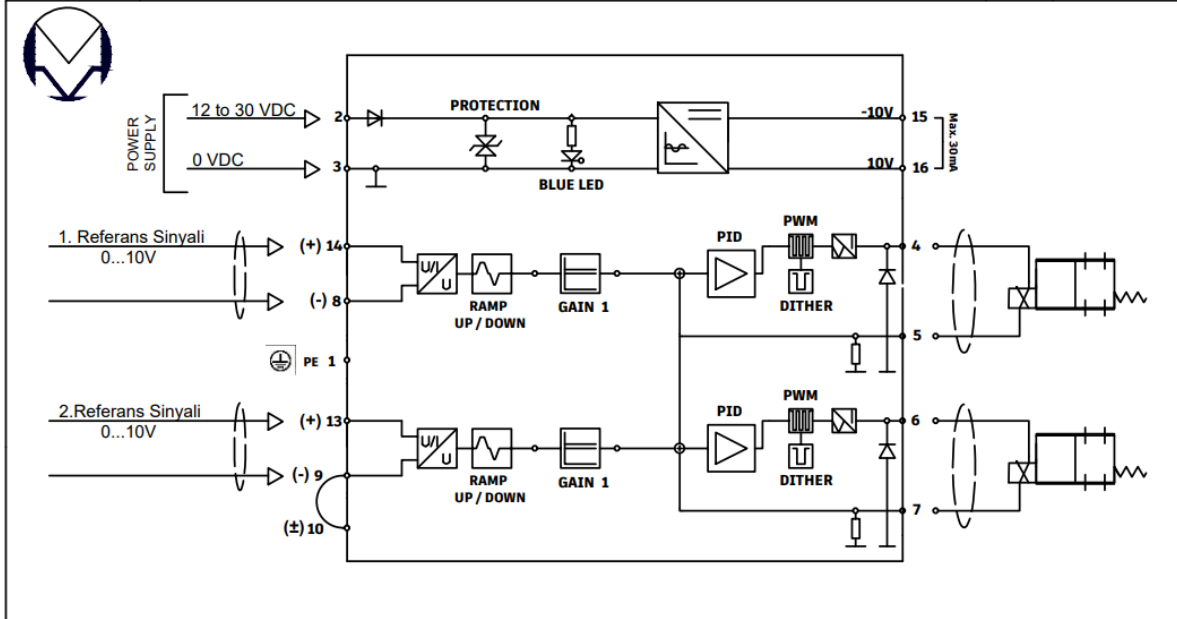 POWER
SUPPLY
12 to 30 VDC
2
0 VDC
3
PROTECTION
BLUE LED
-10V
15
10V
16
Max. 30mA
1. Referans Sinyali
0...10V
(+) 14
(-) 8
U/I
U
RAMP
UP / DOWN
GAIN 1
PID
PWM
DITHER
4
5
PE 1
2.Referans Sinyali
0...10V
(+) 13
(-) 9
(±) 10
U/I
U
RAMP
UP / DOWN
GAIN 1
PID
PWM
DITHER
6
7